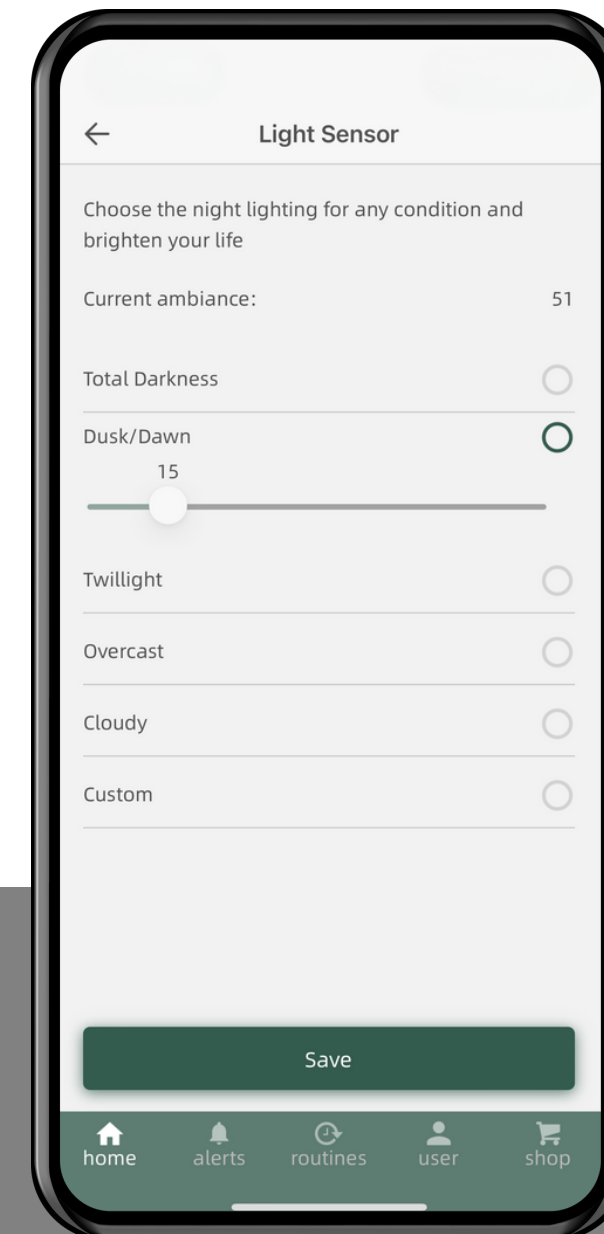 Light Sensor
Choose the night lighting for any condition and
brighten your life
Current ambiance: 51
Total Darkness
Dusk/Dawn
15
Twillight
Overcast
Cloudy
Custom
Save
home alerts routines user shop